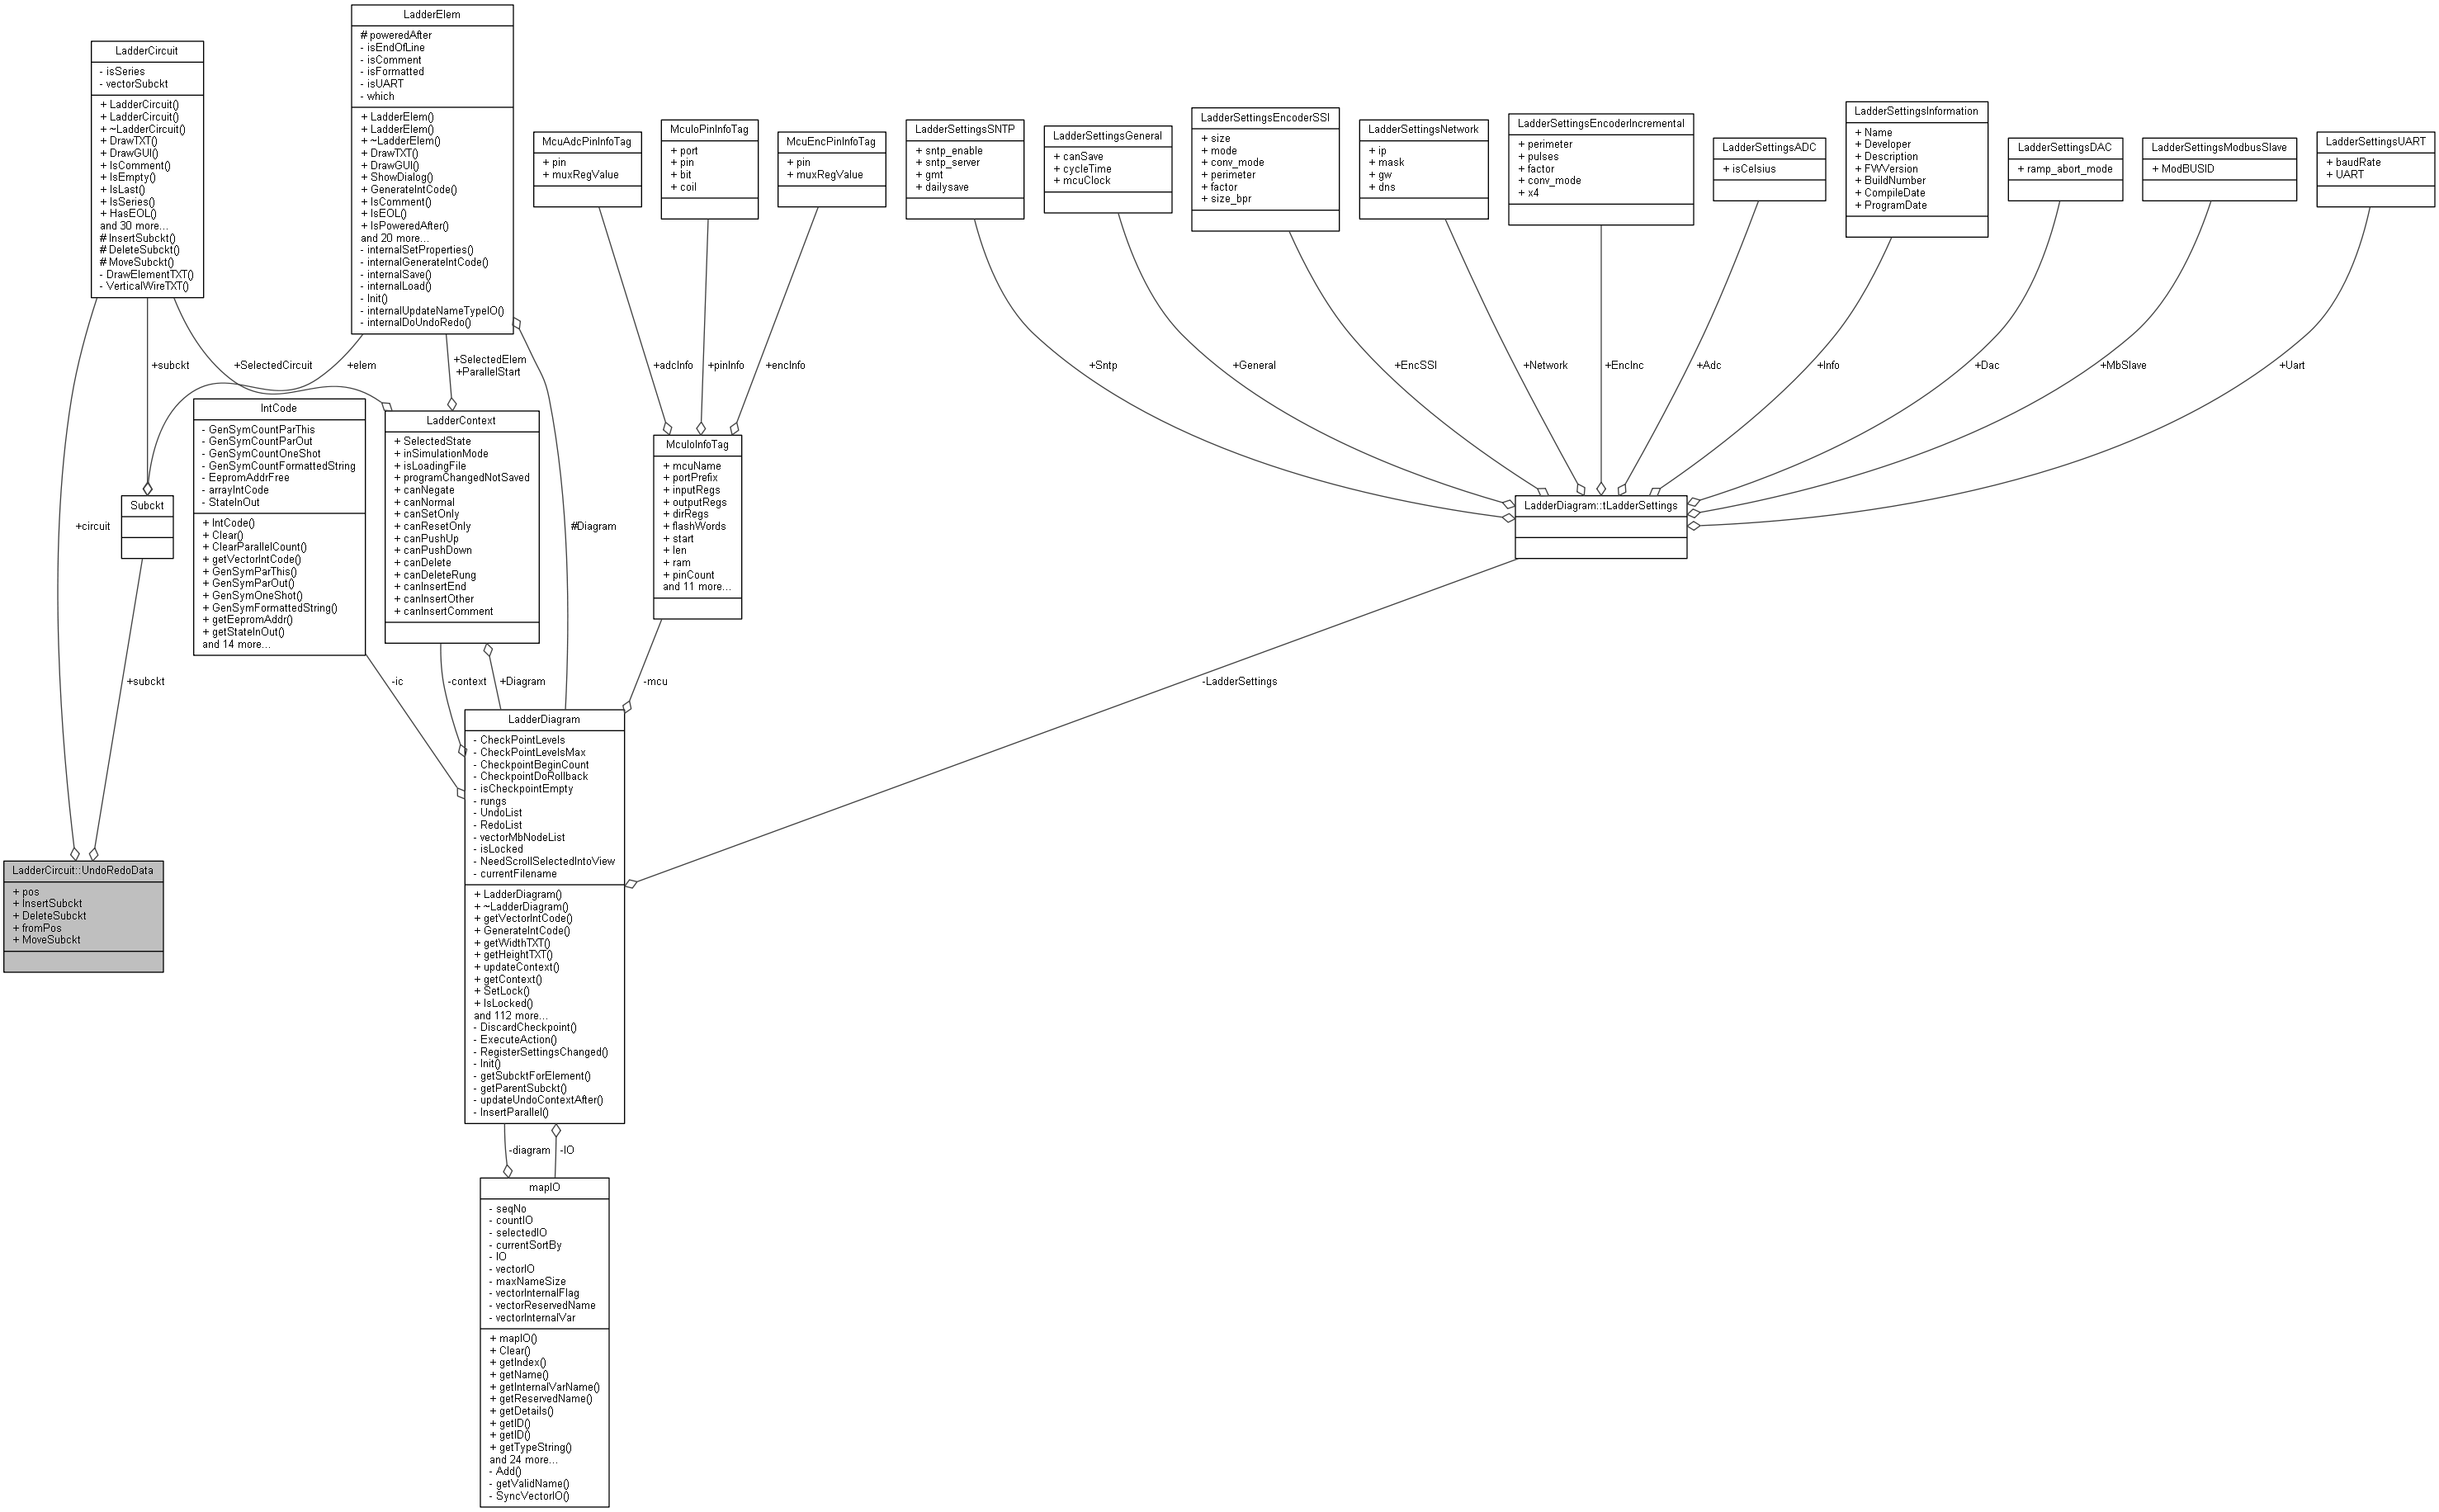 LadderElem
# poweredAfter
- isEndOfLine
- isComment
- isFormatted
- isUART
- which
+ LadderElem()
+ LadderElem()
+ ~LadderElem()
+ DrawTXT()
+ DrawGUI()
+ ShowDialog()
+ GenerateIntCode()
+ IsComment()
+ IsEOL()
+ IsPoweredAfter()
and 20 more...
- internalSetProperties()
- internalGenerateIntCode()
- internalSave()
- internalLoad()
- Init()
- internalUpdateNameTypeIO()
- internalDoUndoRedo()
LadderCircuit
- isSeries
- vectorSubckt
+ LadderCircuit()
+ LadderCircuit()
+ ~LadderCircuit()
+ DrawTXT()
+ DrawGUI()
+ IsComment()
+ IsEmpty()
+ IsLast()
+ IsSeries()
+ HasEOL()
and 30 more...
# InsertSubckt()
# DeleteSubckt()
# MoveSubckt()
- DrawElementTXT()
- VerticalWireTXT()
McuAdcPinInfoTag
+ pin
+ muxRegValue
McuIoPinInfoTag
+ port
+ pin
+ bit
+ coil
McuEncPinInfoTag
+ pin
+ muxRegValue
LadderSettingsSNTP
+ sntp_enable
+ sntp_server
+ gmt
+ dailysave
LadderSettingsGeneral
+ canSave
+ cycleTime
+ mcuClock
LadderSettingsEncoderSSI
+ size
+ mode
+ conv_mode
+ perimeter
+ factor
+ size_bpr
LadderSettingsNetwork
+ ip
+ mask
+ gw
+ dns
LadderSettingsEncoderIncremental
+ perimeter
+ pulses
+ factor
+ conv_mode
+ x4
LadderSettingsADC
+ isCelsius
LadderSettingsInformation
+ Name
+ Developer
+ Description
+ FWVersion
+ BuildNumber
+ CompileDate
+ ProgramDate
LadderSettingsDAC
+ ramp_abort_mode
LadderSettingsModbusSlave
+ ModBUSID
LadderSettingsUART
+ baudRate
+ UART
+subckt
+SelectedCircuit
+elem
+SelectedElem
+ParallelStart
+adcInfo
+pinInfo
+encInfo
+Sntp
+General
+EncSSI
+Network
+EncInc
+Adc
+Info
+Dac
+MbSlave
+Uart
IntCode
- GenSymCountParThis
- GenSymCountParOut
- GenSymCountOneShot
- GenSymCountFormattedString
- EepromAddrFree
- arrayIntCode
- StateInOut
+ IntCode()
+ Clear()
+ ClearParallelCount()
+ getVectorIntCode()
+ GenSymParThis()
+ GenSymParOut()
+ GenSymOneShot()
+ GenSymFormattedString()
+ getEepromAddr()
+ getStateInOut()
and 14 more...
LadderContext
+ SelectedState
+ inSimulationMode
+ isLoadingFile
+ programChangedNotSaved
+ canNegate
+ canNormal
+ canSetOnly
+ canResetOnly
+ canPushUp
+ canPushDown
+ canDelete
+ canDeleteRung
+ canInsertEnd
+ canInsertOther
+ canInsertComment
McuIoInfoTag
+ mcuName
+ portPrefix
+ inputRegs
+ outputRegs
+ dirRegs
+ flashWords
+ start
+ len
+ ram
+ pinCount
and 11 more...
Subckt
LadderDiagram::tLadderSettings
+circuit
#Diagram
+subckt
-ic
-context
+Diagram
-mcu
-LadderSettings
LadderDiagram
- CheckPointLevels
- CheckPointLevelsMax
- CheckpointBeginCount
- CheckpointDoRollback
- isCheckpointEmpty
- rungs
- UndoList
- RedoList
- vectorMbNodeList
- isLocked
- NeedScrollSelectedIntoView
- currentFilename
+ LadderDiagram()
+ ~LadderDiagram()
+ getVectorIntCode()
+ GenerateIntCode()
+ getWidthTXT()
+ getHeightTXT()
+ updateContext()
+ getContext()
+ SetLock()
+ IsLocked()
and 112 more...
- DiscardCheckpoint()
- ExecuteAction()
- RegisterSettingsChanged()
- Init()
- getSubcktForElement()
- getParentSubckt()
- updateUndoContextAfter()
- InsertParallel()
LadderCircuit::UndoRedoData
+ pos
+ InsertSubckt
+ DeleteSubckt
+ fromPos
+ MoveSubckt
-diagram
-IO
mapIO
- seqNo
- countIO
- selectedIO
- currentSortBy
- IO
- vectorIO
- maxNameSize
- vectorInternalFlag
- vectorReservedName
- vectorInternalVar
+ mapIO()
+ Clear()
+ getIndex()
+ getName()
+ getInternalVarName()
+ getReservedName()
+ getDetails()
+ getID()
+ getID()
+ getTypeString()
and 24 more...
- Add()
- getValidName()
- SyncVectorIO()